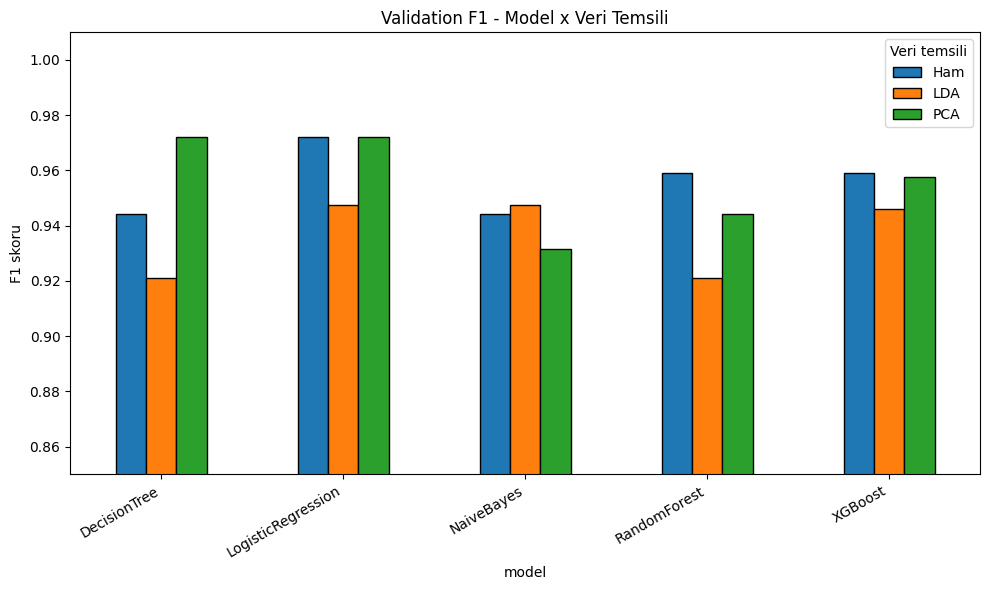 Validation F1 - Model x Veri Temsili
Veri temsili
Ham
LDA
PCA
F1 skoru
1.00
0.98
0.96
0.94
0.92
0.90
0.88
0.86
DecisionTree
LogisticRegression
NaiveBayes
RandomForest
XGBoost
model